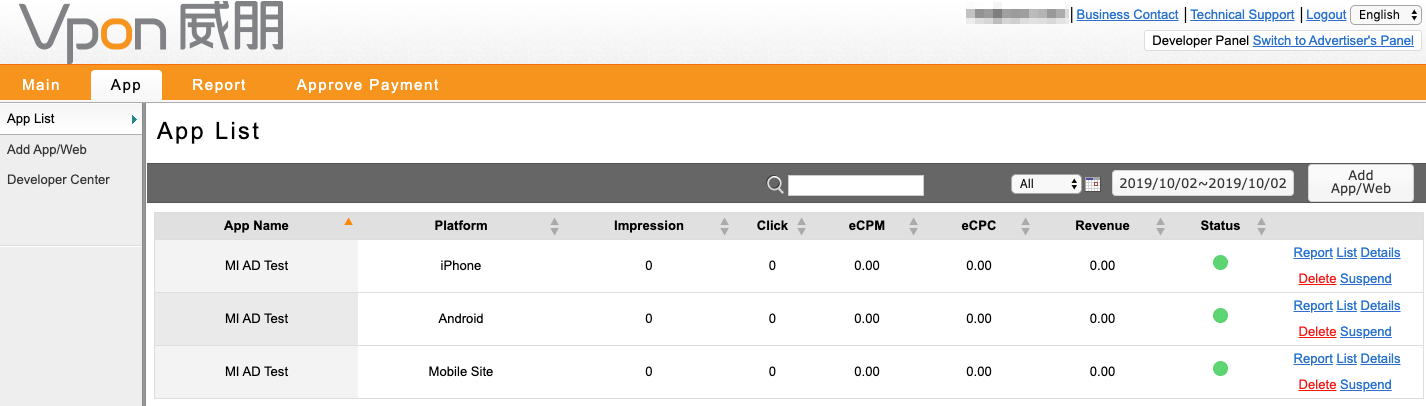 Vpon 威朋
Business Contact | Technical Support | Logout English
Developer Panel Switch to Advertiser's Panel
Main App Report Approve Payment
App List
Add App/Web
Developer Center
App List
All 2019/10/02~2019/10/02 Add App/Web
App Name Platform Impression Click eCPM eCPC Revenue Status
MI AD Test iPhone 0 0 0.00 0.00 0.00 Report List Details
Delete Suspend
MI AD Test Android 0 0 0.00 0.00 0.00 Report List Details
Delete Suspend
MI AD Test Mobile Site 0 0 0.00 0.00 0.00 Report List Details
Delete Suspend